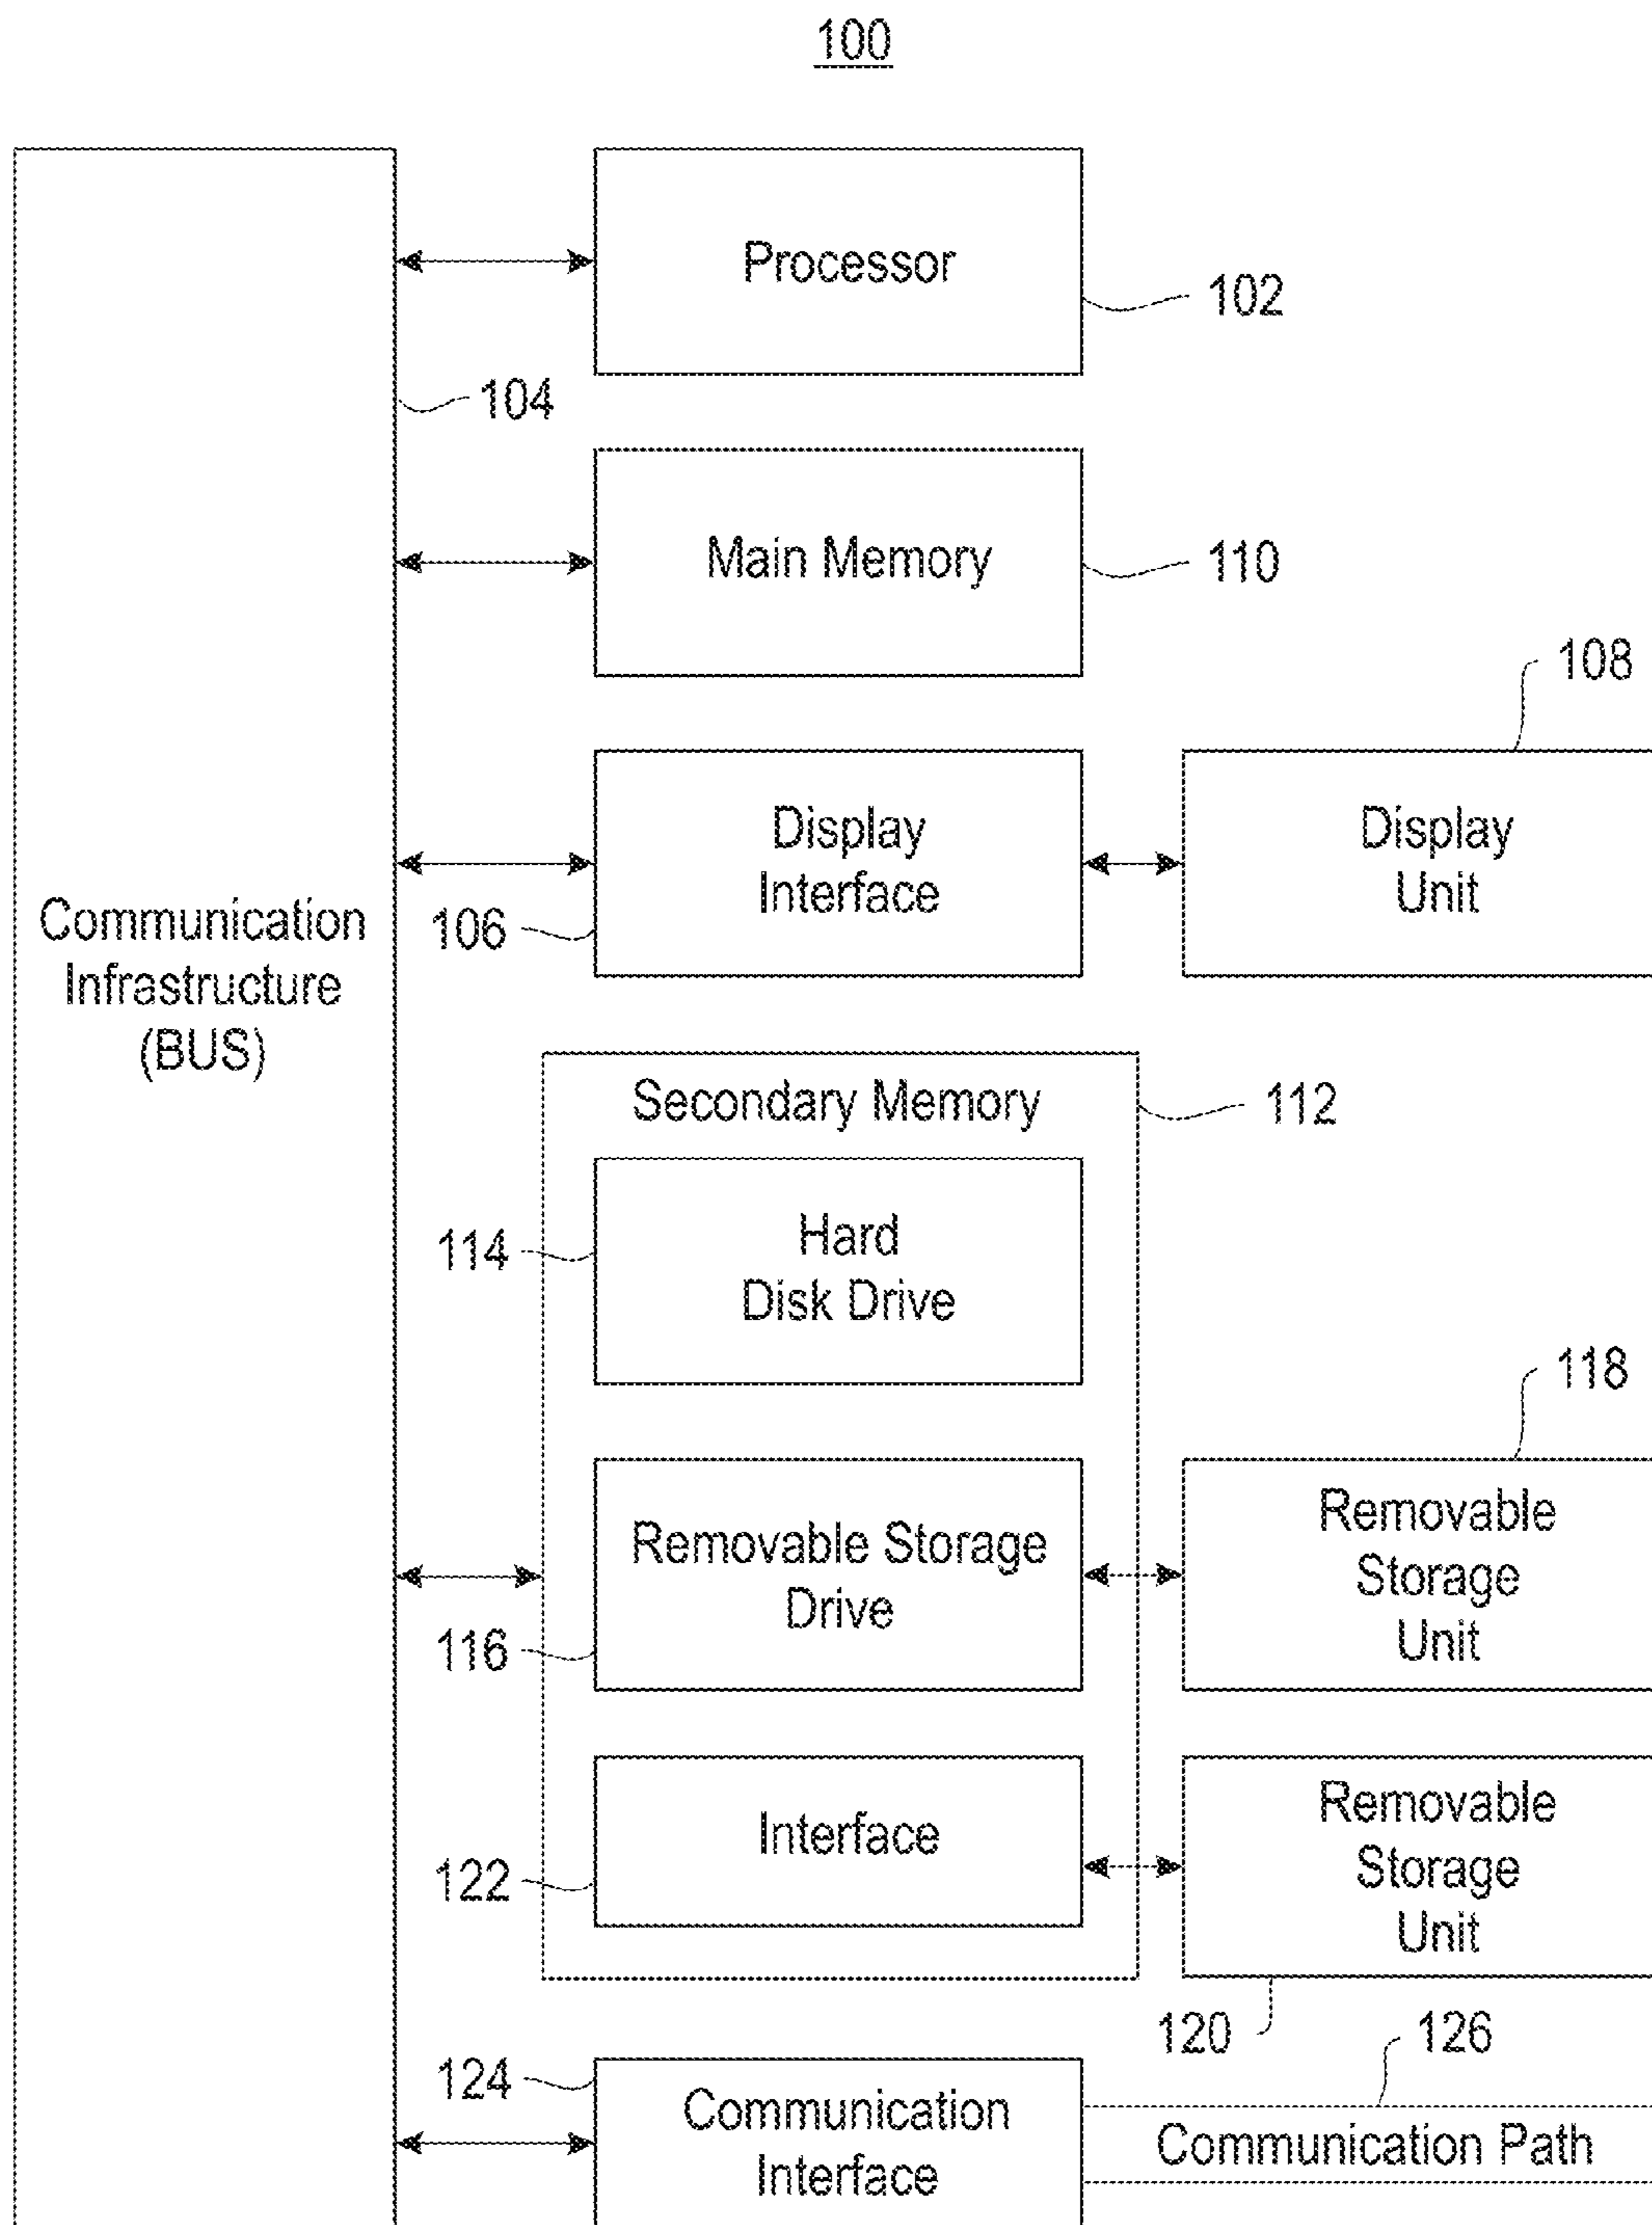 100
Processor
102
104
Main Memory
110
108
Display
Interface
Display
Unit
106
Communication
Infrastructure
(BUS)
Secondary Memory
112
Hard
Disk Drive
114
118
Removable Storage
Drive
Removable
Storage
Unit
116
Interface
Removable
Storage
Unit
122
120
126
124
Communication
Interface
Communication Path